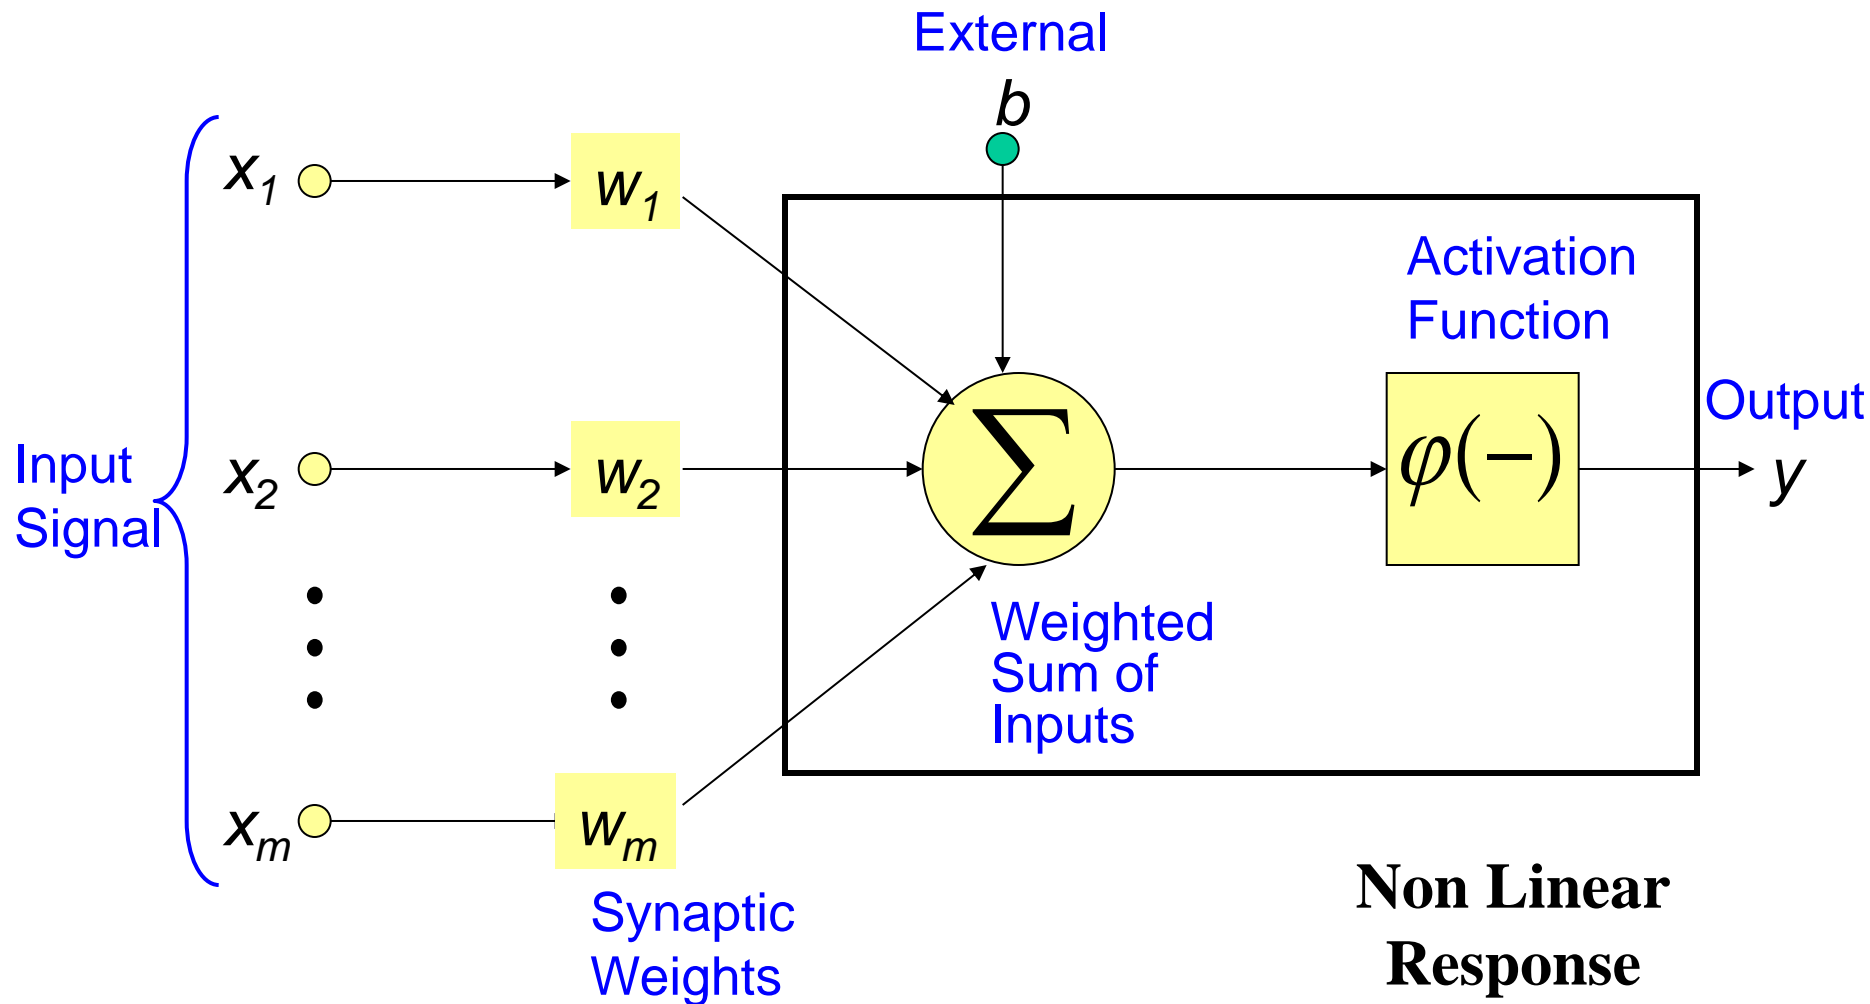 External
b
x1
w1
Activation
Function
Output
Input
Signal
x2
w2
∑
φ(−)
y
Weighted
Sum of
Inputs
xm
wm
Synaptic
Weights
Non Linear
Response